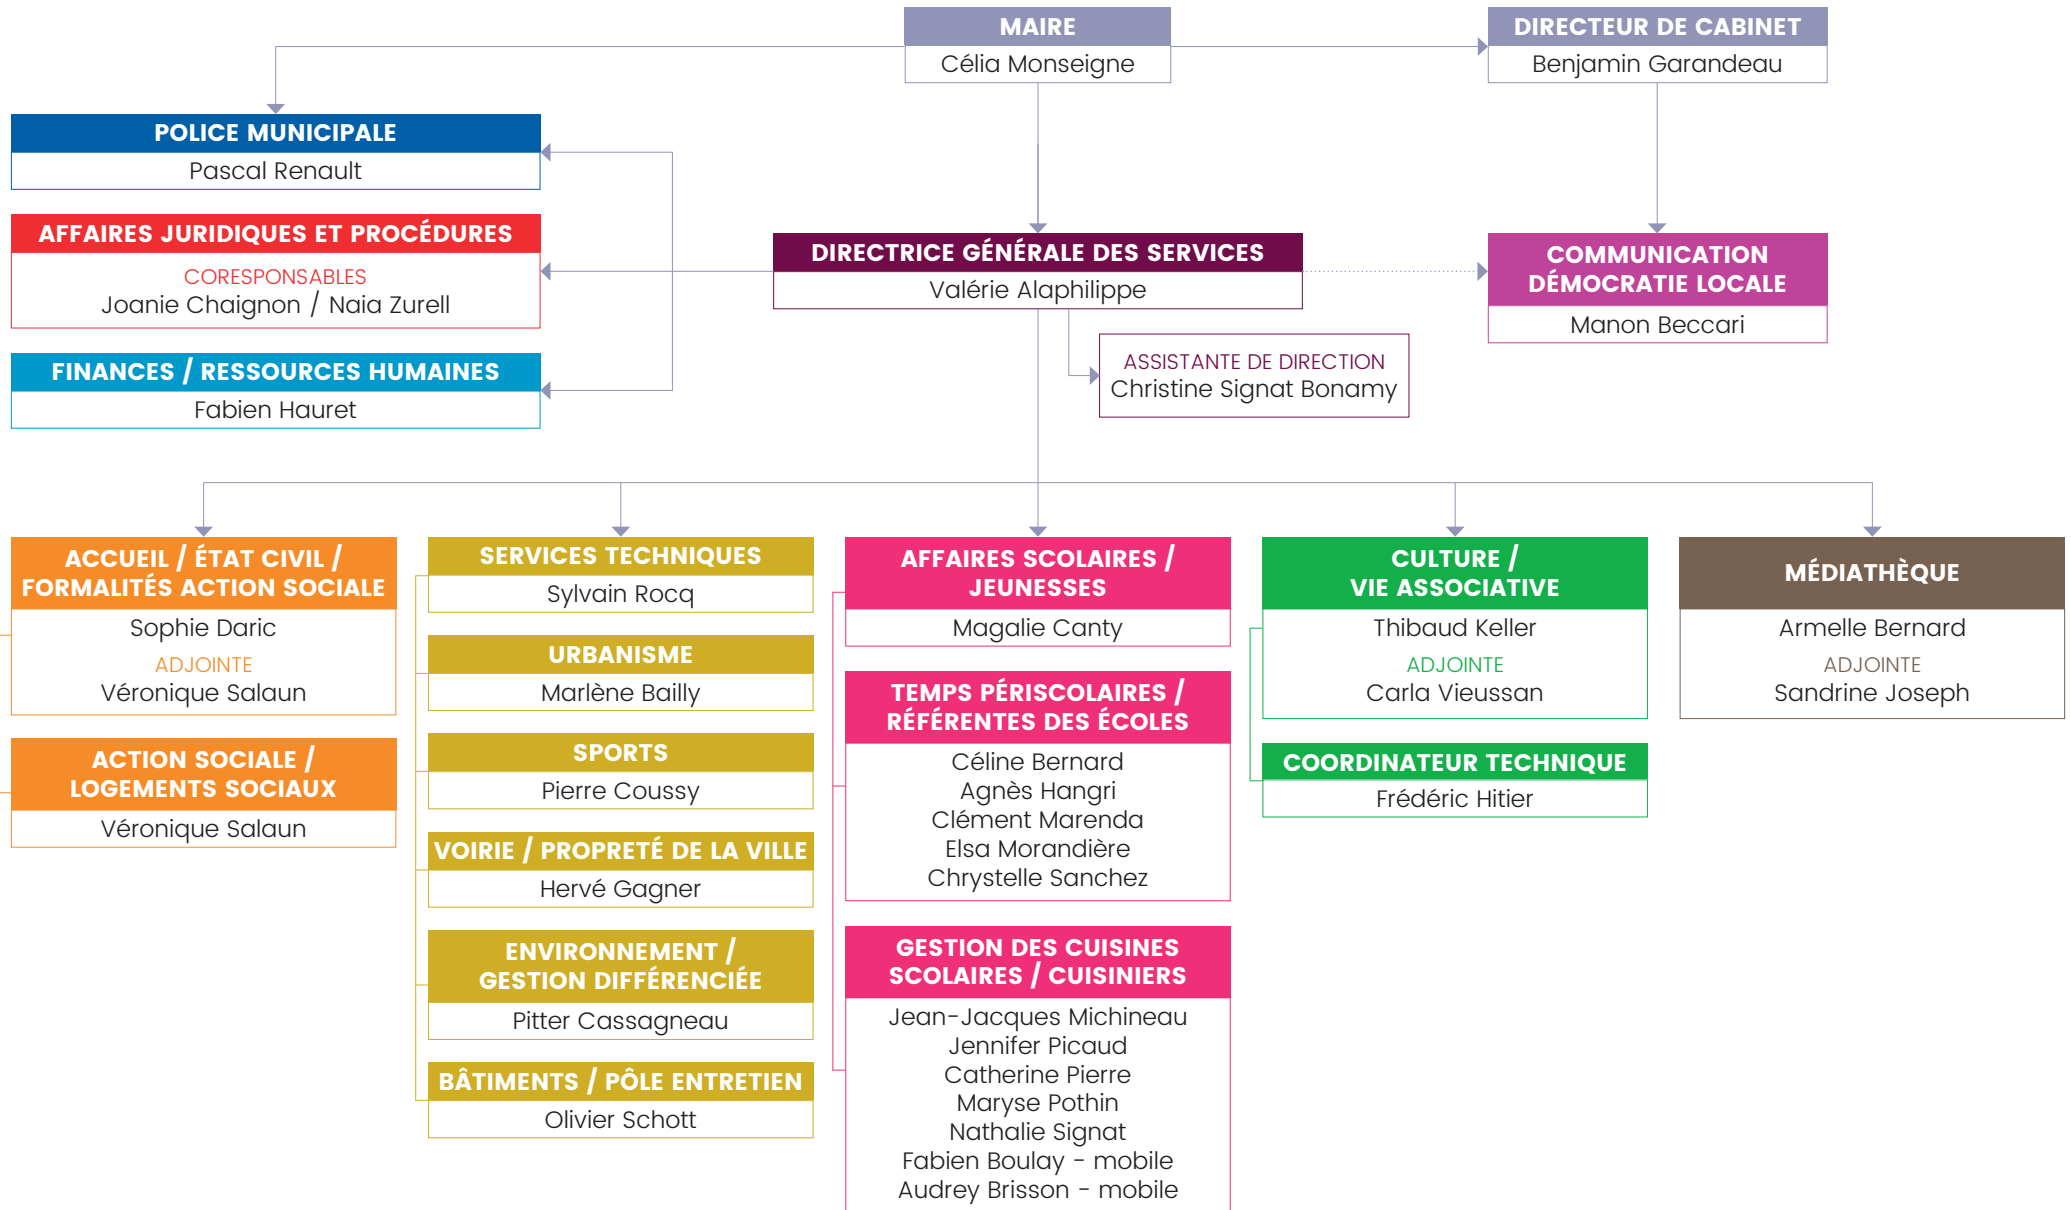 MAIRE
Célia Monseigne
DIRECTEUR DE CABINET
Benjamin Garandeau
POLICE MUNICIPALE
Pascal Renault
AFFAIRES JURIDIQUES ET PROCÉDURES
CORESPONSABLES
Joanie Chaignon / Naia Zurell
FINANCES / RESSOURCES HUMAINES
Fabien Hauret
DIRECTRICE GÉNÉRALE DES SERVICES
Valérie Alaphilippe
ASSISTANTE DE DIRECTION
Christine Signat Bonamy
COMMUNICATION
DÉMOCRATIE LOCALE
Manon Beccari
ACCUEIL / ÉTAT CIVIL /
FORMALITÉS ACTION SOCIALE
Sophie Daric
ADJOINTE
Véronique Salaun
ACTION SOCIALE /
LOGEMENTS SOCIAUX
Véronique Salaun
SERVICES TECHNIQUES
Sylvain Rocq
URBANISME
Marlène Bailly
SPORTS
Pierre Coussy
VOIRIE / PROPRETÉ DE LA VILLE
Hervé Gagner
ENVIRONNEMENT /
GESTION DIFFÉRENCIÉE
Pitter Cassagneau
BÂTIMENTS / PÔLE ENTRETIEN
Olivier Schott
AFFAIRES SCOLAIRES /
JEUNESSES
Magalie Canty
TEMPS PÉRISCOLAIRES /
RÉFÉRENTES DES ÉCOLES
Céline Bernard
Agnès Hangri
Clément Marenda
Elsa Morandière
Chrystelle Sanchez
GESTION DES CUISINES
SCOLAIRES / CUISINIERS
Jean-Jacques Michineau
Jennifer Picaud
Catherine Pierre
Maryse Pothin
Nathalie Signat
Fabien Boulay - mobile
Audrey Brisson - mobile
CULTURE /
VIE ASSOCIATIVE
Thibaud Keller
ADJOINTE
Carla Vieussan
COORDINATEUR TECHNIQUE
Frédéric Hitier
MÉDIATHÈQUE
Armelle Bernard
ADJOINTE
Sandrine Joseph